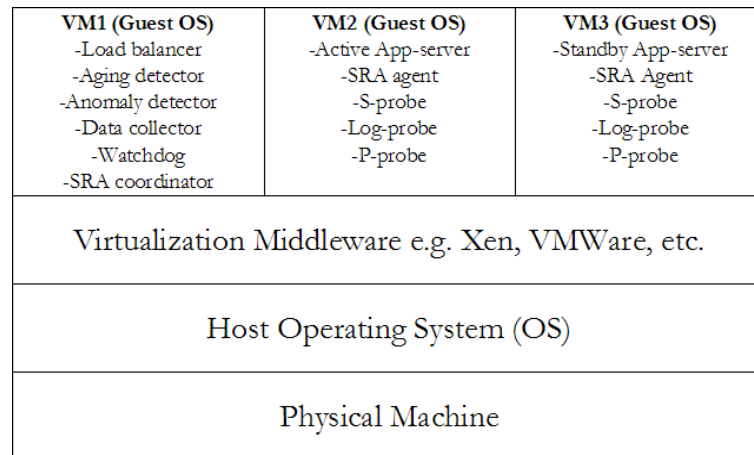 VM1 (Guest OS)
-Load balancer
-Aging detector
-Anomaly detector
-Data collector
-Watchdog
-SRA coordinator
VM2 (Guest OS)
-Active App-server
-SRA agent
-S-probe
-Log-probe
-P-probe
VM3 (Guest OS)
-Standby App-server
-SRA Agent
-S-probe
-Log-probe
-P-probe
Virtualization Middleware e.g. Xen, VMWare, etc.
Host Operating System (OS)
Physical Machine